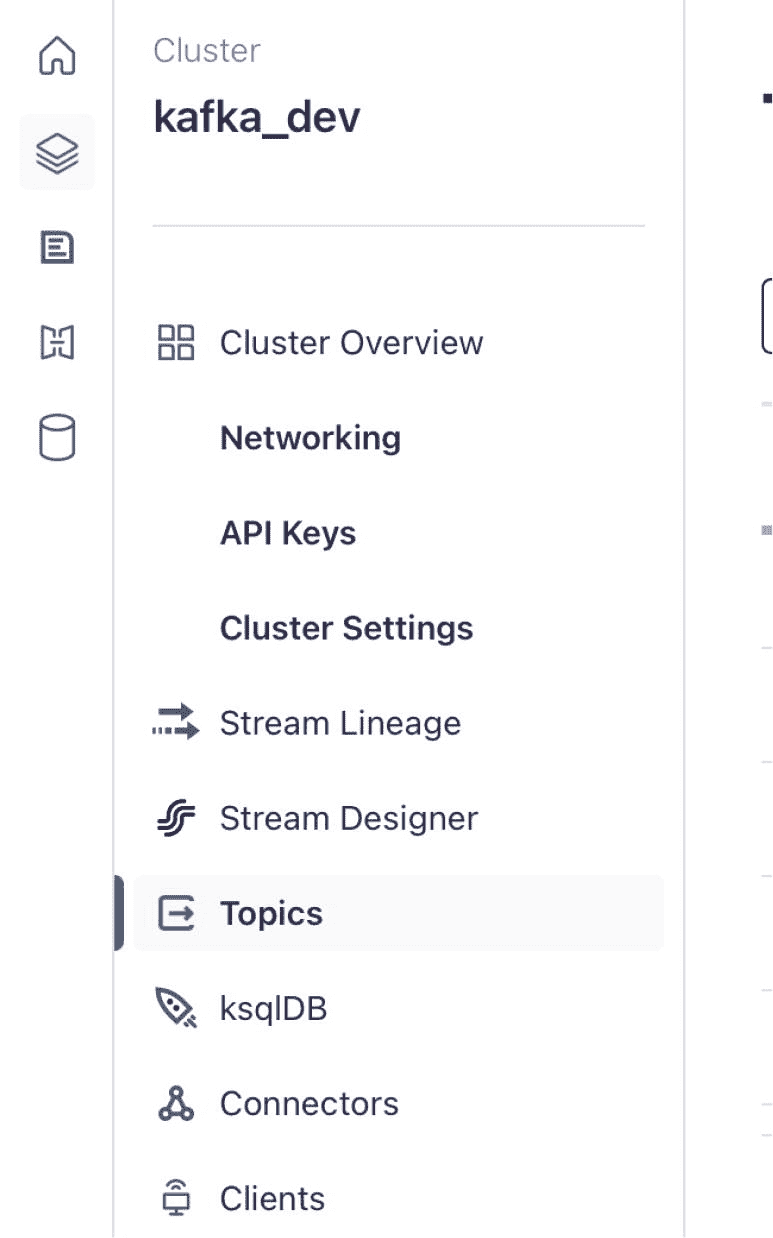 Cluster
kafka_dev
Cluster Overview
Networking
API Keys
Cluster Settings
Stream Lineage
Stream Designer
Topics
ksqlDB
Connectors
Clients